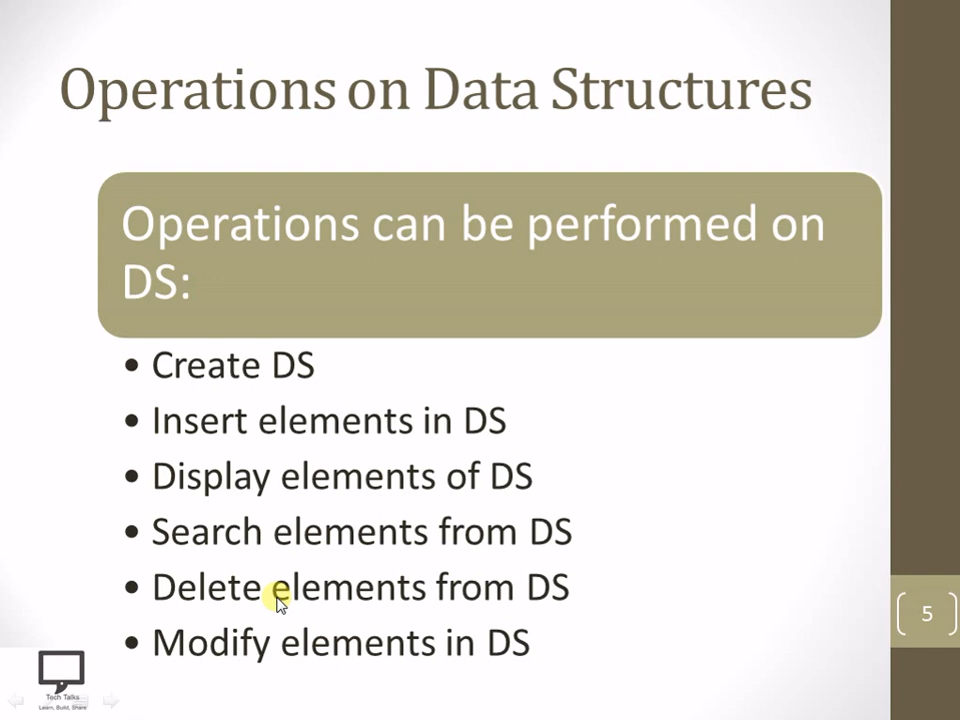 Operations on Data Structures
Operations can be performed on
DS:
• Create DS
• Insert elements in DS
• Display elements of DS
• Search elements from DS
• Delete elements from DS
• Modify elements in DS
5
Tech Talks
Learn, Build, Share